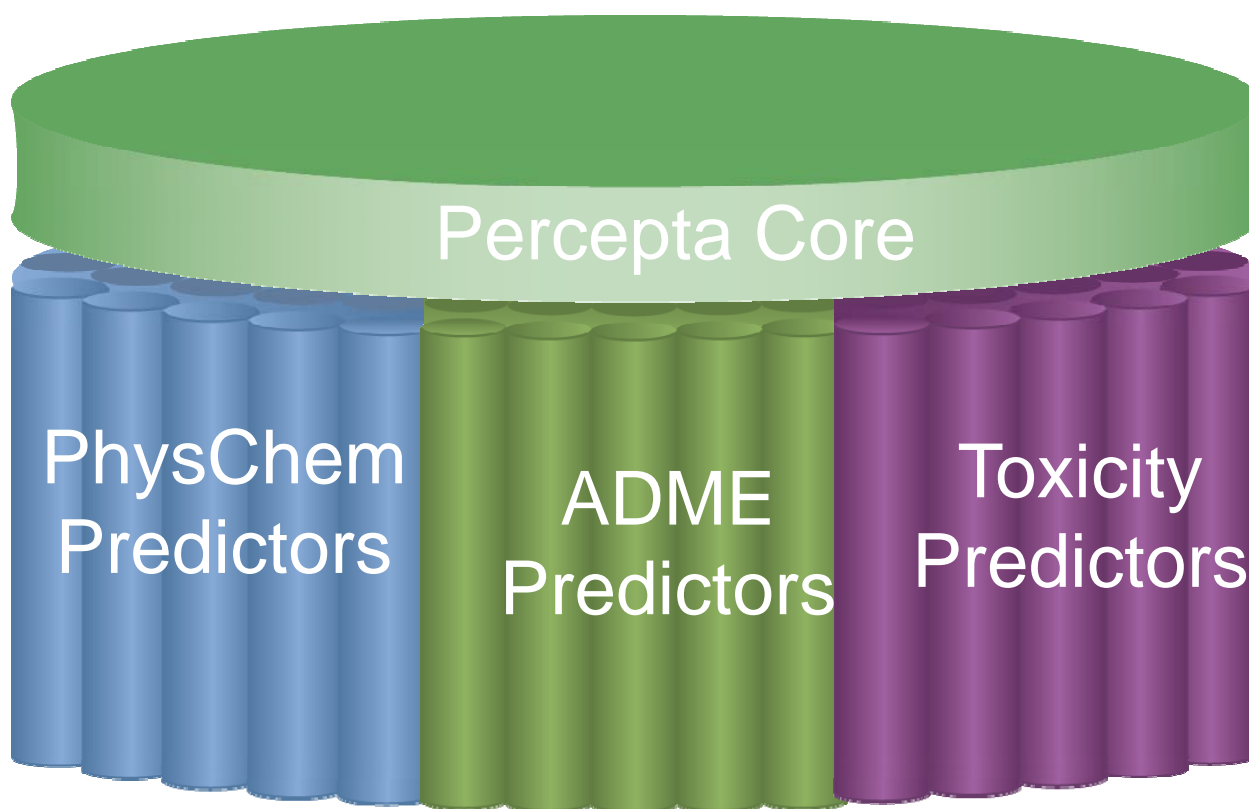 Percepta Core
PhysChem
Predictors
ADME
Predictors
Toxicity
Predictors